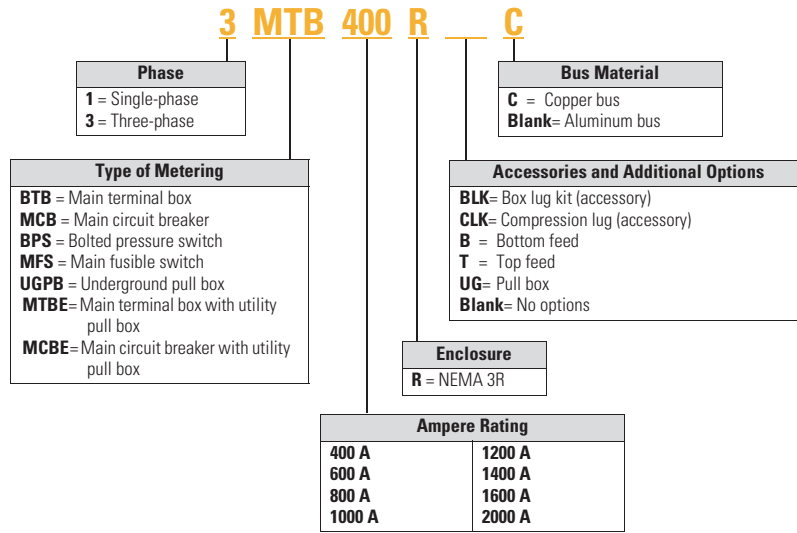 3 MTB 400 R __ C
Phase
1 = Single-phase
3 = Three-phase
Bus Material
C = Copper bus
Blank= Aluminum bus
Type of Metering
BTB = Main terminal box
MCB = Main circuit breaker
BPS = Bolted pressure switch
MFS = Main fusible switch
UGPB = Underground pull box
MTBE= Main terminal box with utility
pull box
MCBE= Main circuit breaker with utility
pull box
Accessories and Additional Options
BLK= Box lug kit (accessory)
CLK= Compression lug (accessory)
B = Bottom feed
T = Top feed
UG= Pull box
Blank= No options
Enclosure
R = NEMA 3R
Ampere Rating
400 A
600 A
800 A
1000 A
1200 A
1400 A
1600 A
2000 A